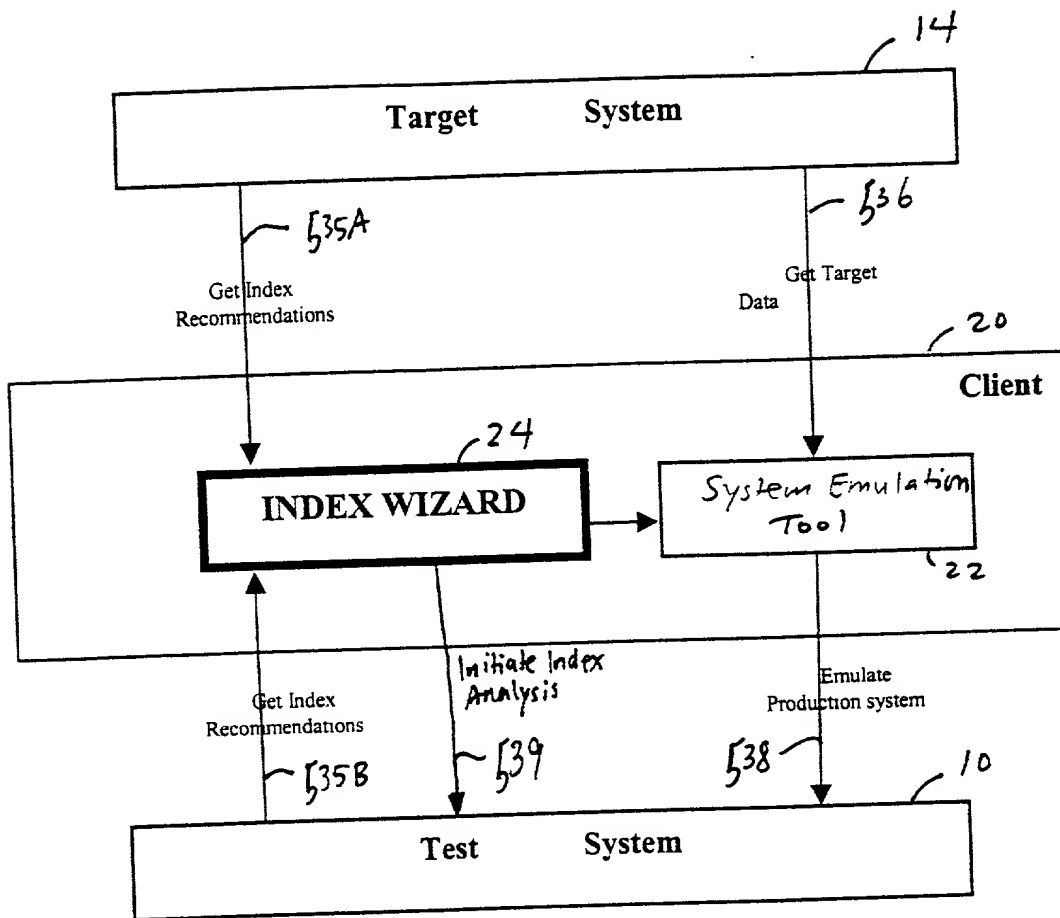 14
Target System
535A
536
Get Index
Recommendations
Get Target
Data
20
Client
24
INDEX WIZARD
System Emulation
Tool
22
Initiate Index
Analysis
Get Index
Recommendations
Emulate
Production system
535B
539
538
10
Test System